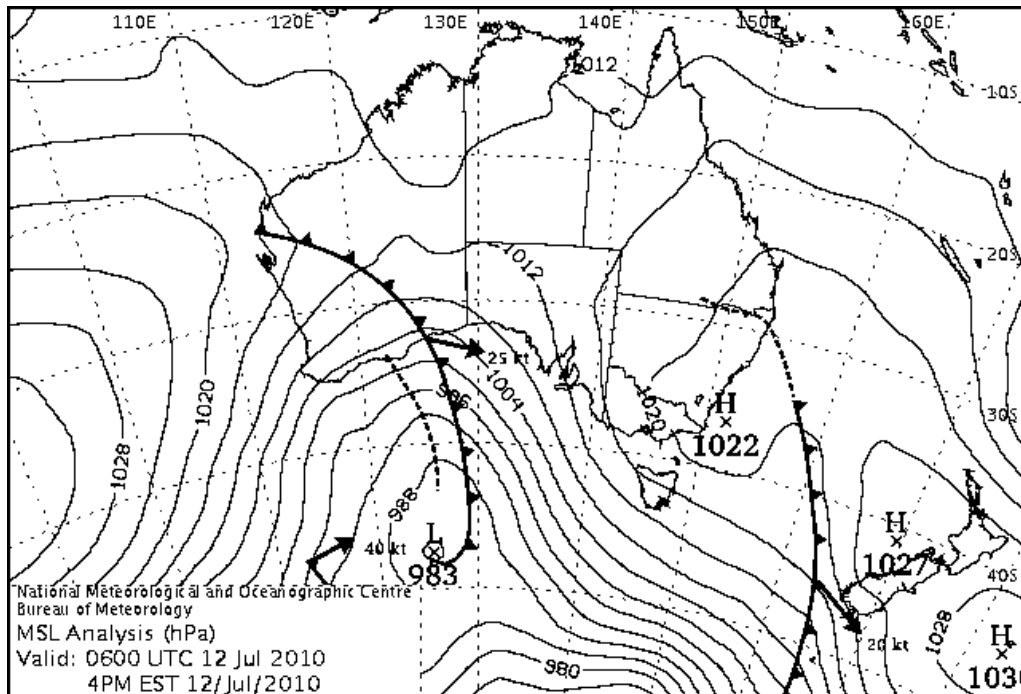 110E 120E 130E 140E 150E 160E
1012
10S
20S
1012
25 kt
1004
996
30S
1020
1020
H
1022
1028
988
L
983
40 kt
H
1027
40S
1028
20 kt
H
980
National Meteorological and Oceanographic Centre
Bureau of Meteorology
MSL Analysis (hPa)
Valid: 0600 UTC 12 Jul 2010
4PM EST 12/Jul/2010